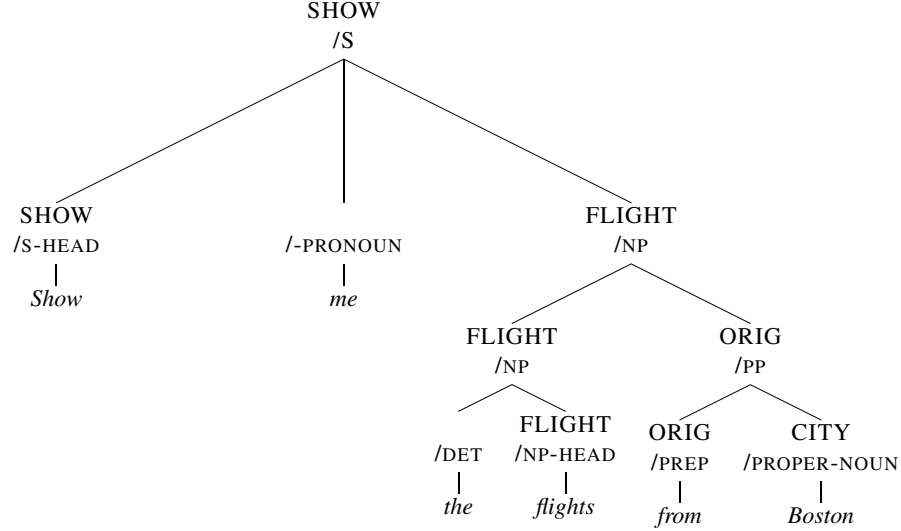 SHOW
/S
SHOW
/S-HEAD
Show
/-PRONOUN
me
FLIGHT
/NP
FLIGHT
/NP
ORIG
/PP
/DET
the
FLIGHT
/NP-HEAD
flights
ORIG
/PREP
from
CITY
/PROPER-NOUN
Boston